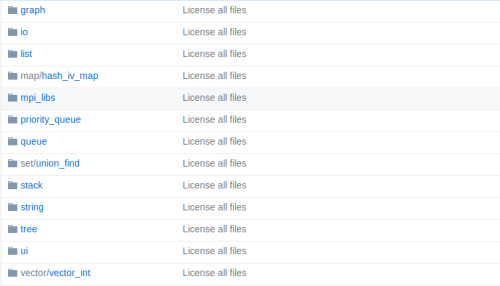 graph License all files
io License all files
list License all files
map/hash_iv_map License all files
mpi_libs License all files
priority_queue License all files
queue License all files
set/union_find License all files
stack License all files
string License all files
tree License all files
ui License all files
vector/vector_int License all files